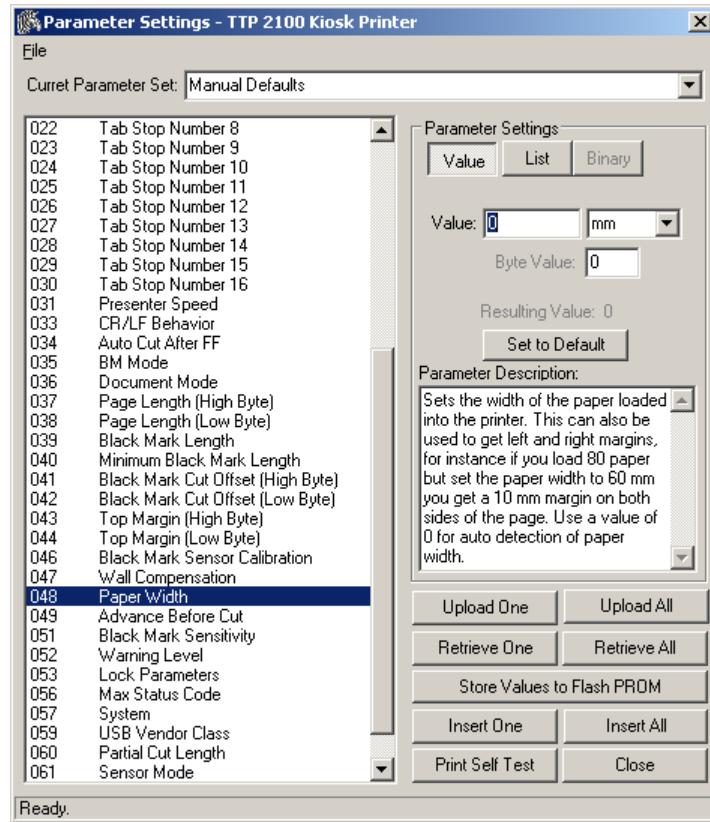 Parameter Settings - TTP 2100 Kiosk Printer
File
Curret Parameter Set: Manual Defaults
022 Tab Stop Number 8
023 Tab Stop Number 9
024 Tab Stop Number 10
025 Tab Stop Number 11
026 Tab Stop Number 12
027 Tab Stop Number 13
028 Tab Stop Number 14
029 Tab Stop Number 15
030 Tab Stop Number 16
031 Presenter Speed
033 CR/LF Behavior
034 Auto Cut After FF
035 BM Mode
036 Document Mode
037 Page Length (High Byte)
038 Page Length (Low Byte)
039 Black Mark Length
040 Minimum Black Mark Length
041 Black Mark Cut Offset (High Byte)
042 Black Mark Cut Offset (Low Byte)
043 Top Margin (High Byte)
044 Top Margin (Low Byte)
046 Black Mark Sensor Calibration
047 Wall Compensation
048 Paper Width
049 Advance Before Cut
051 Black Mark Sensitivity
052 Warning Level
053 Lock Parameters
056 Max Status Code
057 System
059 USB Vendor Class
060 Partial Cut Length
061 Sensor Mode
Parameter Settings
Value List Binary
Value: 0 mm
Byte Value: 0
Resulting Value: 0
Set to Default
Parameter Description:
Sets the width of the paper loaded
into the printer. This can also be
used to get left and right margins,
for instance if you load 80 paper
but set the paper width to 60 mm
you get a 10 mm margin on both
sides of the page. Use a value of
0 for auto detection of paper
width.
Upload One Upload All
Retrieve One Retrieve All
Store Values to Flash PROM
Insert One Insert All
Print Self Test Close
Ready.